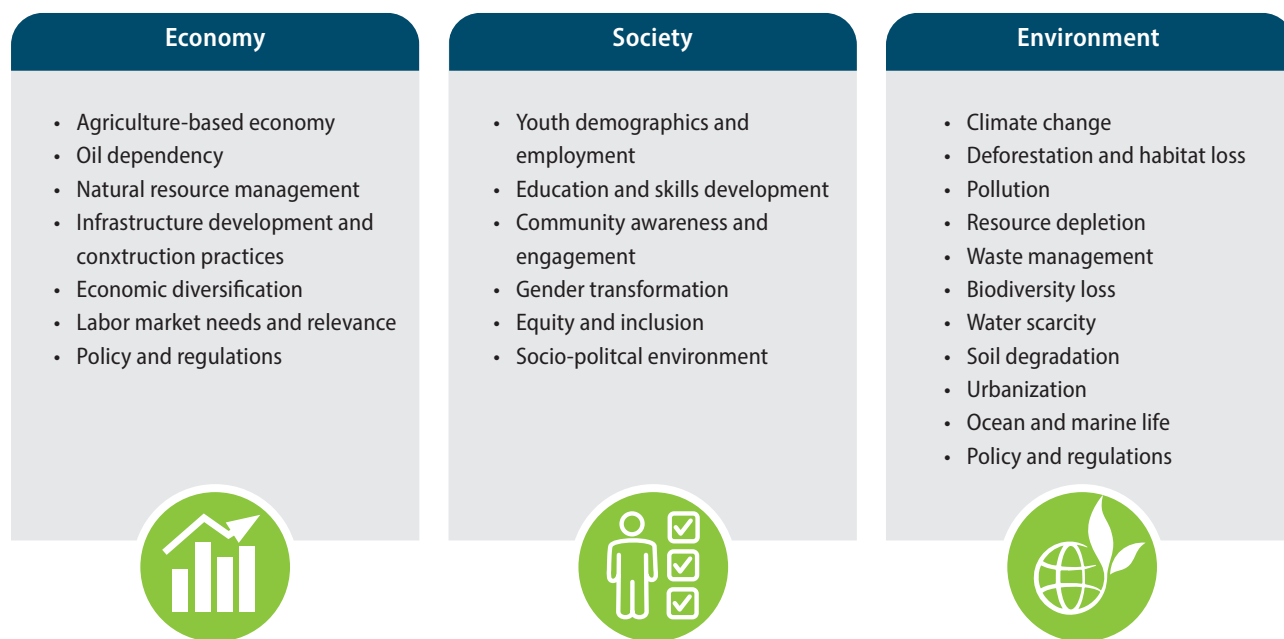 Economy
• Agriculture-based economy
• Oil dependency
• Natural resource management
• Infrastructure development and
conxtruction practices
• Economic diversification
• Labor market needs and relevance
• Policy and regulations
Society
• Youth demographics and
employment
• Education and skills development
• Community awareness and
engagement
• Gender transformation
• Equity and inclusion
• Socio-politcal environment
Environment
• Climate change
• Deforestation and habitat loss
• Pollution
• Resource depletion
• Waste management
• Biodiversity loss
• Water scarcity
• Soil degradation
• Urbanization
• Ocean and marine life
• Policy and regulations